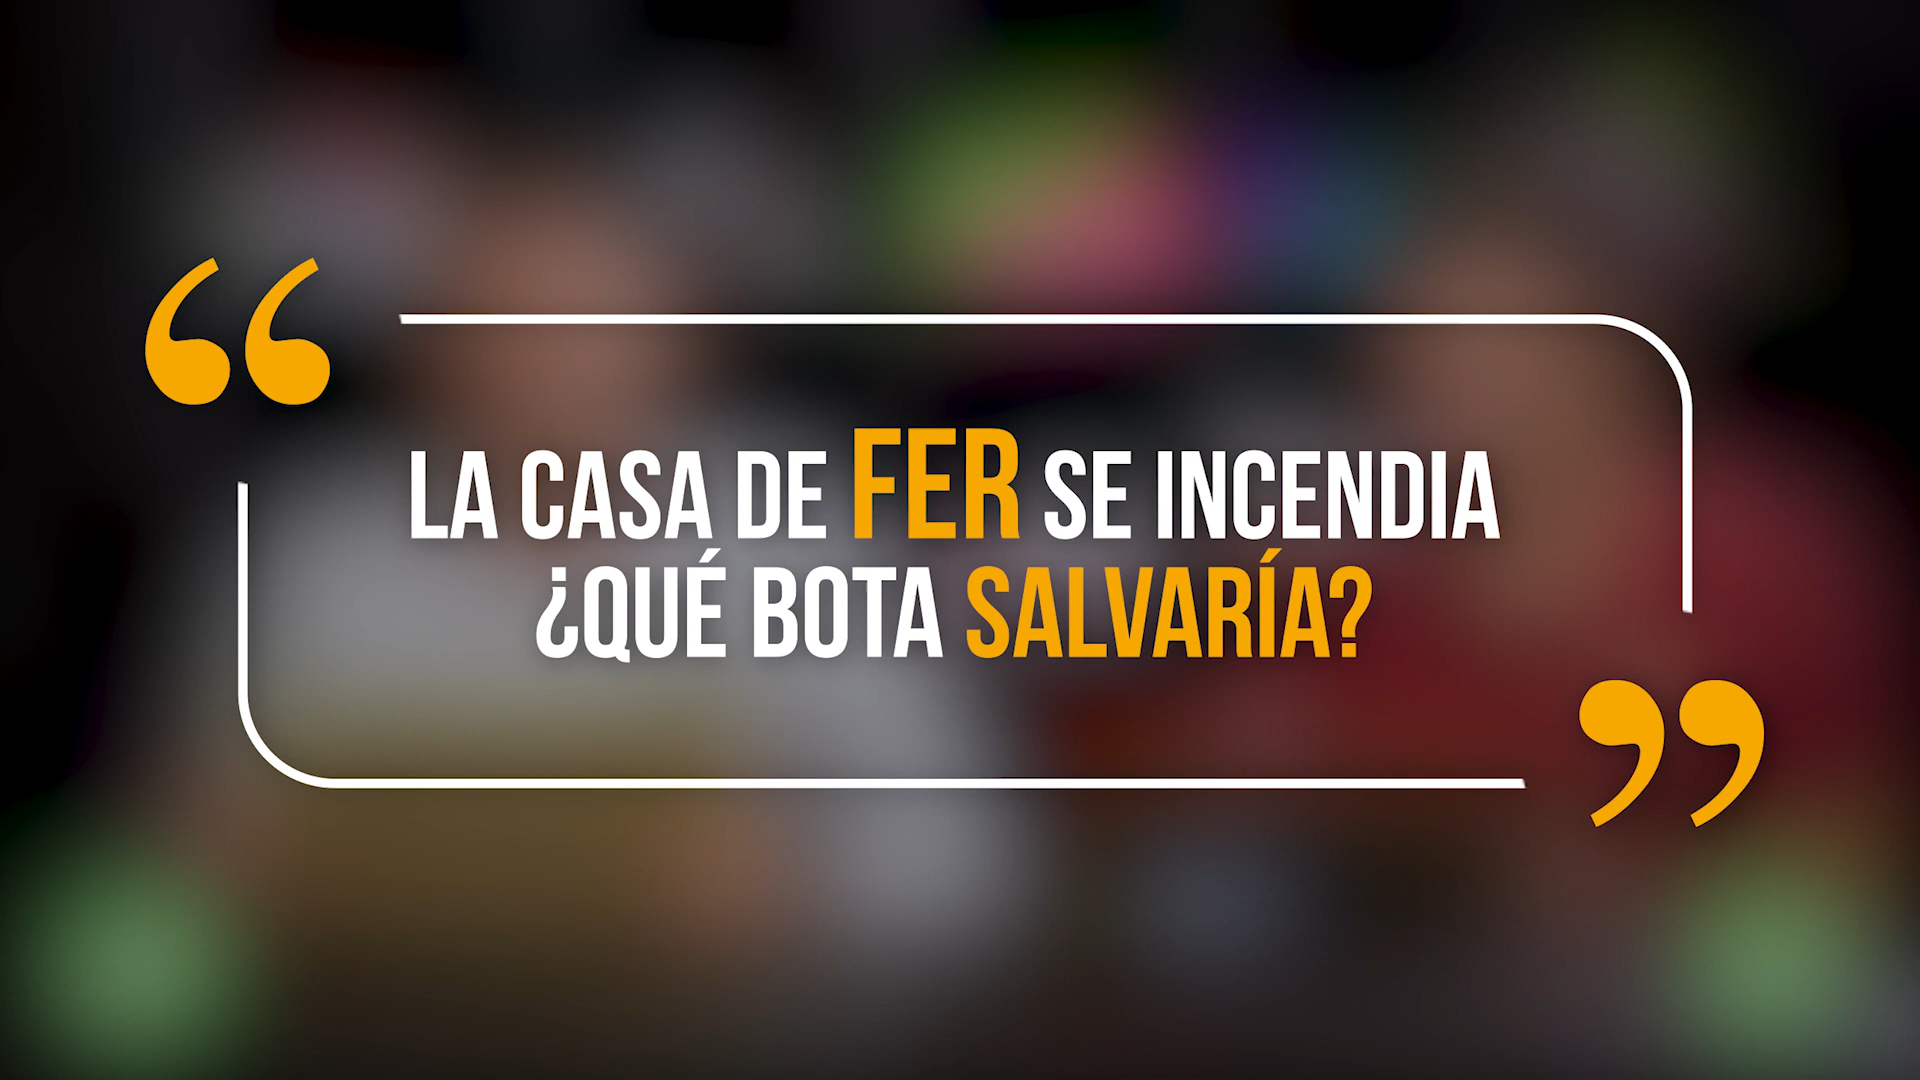 “
LA CASA DE FER SE INCENDIA
¿QUÉ BOTA SALVARÍA?
”